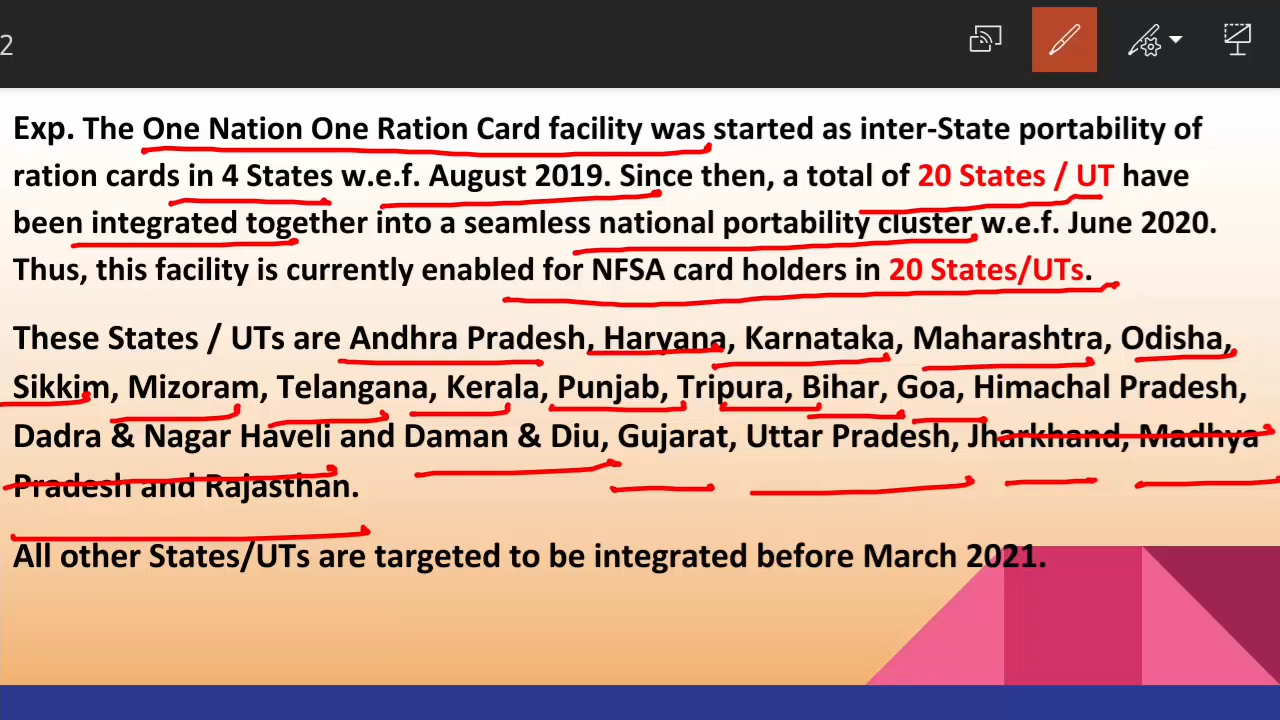 2
Exp. The One Nation One Ration Card facility was started as inter-State portability of
ration cards in 4 States w.e.f. August 2019. Since then, a total of 20 States / UT have
been integrated together into a seamless national portability cluster w.e.f. June 2020.
Thus, this facility is currently enabled for NFSA card holders in 20 States/UTs.
These States / UTs are Andhra Pradesh, Haryana, Karnataka, Maharashtra, Odisha,
Sikkim, Mizoram, Telangana, Kerala, Punjab, Tripura, Bihar, Goa, Himachal Pradesh,
Dadra & Nagar Haveli and Daman & Diu, Gujarat, Uttar Pradesh, Jharkhand, Madhya
Pradesh and Rajasthan.
All other States/UTs are targeted to be integrated before March 2021.